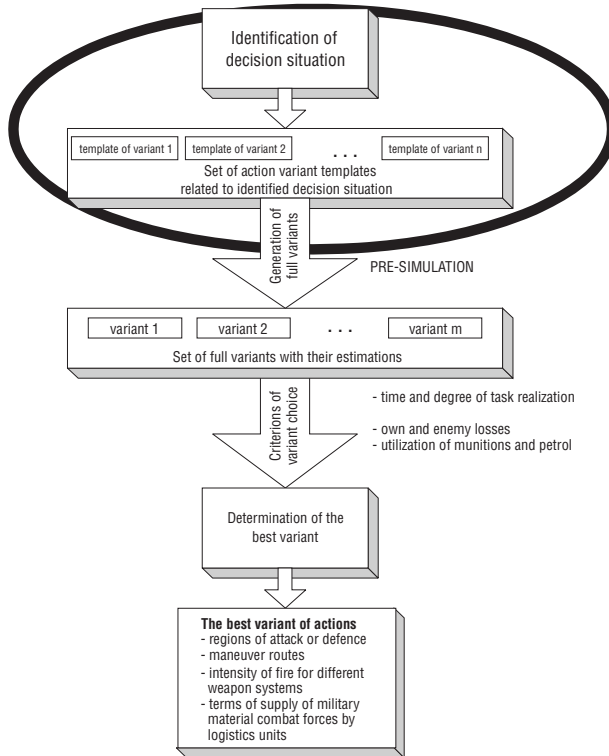 Identification of
decision situation
template of variant 1 template of variant 2 . . . template of variant n
Set of action variant templates
related to identified decision situation
Generation of
full variants
PRE-SIMULATION
variant 1 variant 2 . . . variant m
Set of full variants with their estimations
Criterions of
variant choice
- time and degree of task realization
- own and enemy losses
- utilization of munitions and petrol
Determination of the
best variant
The best variant of actions
- regions of attack or defence
- maneuver routes
- intensity of fire for different
weapon systems
- terms of supply of military
material combat forces by
logistics units